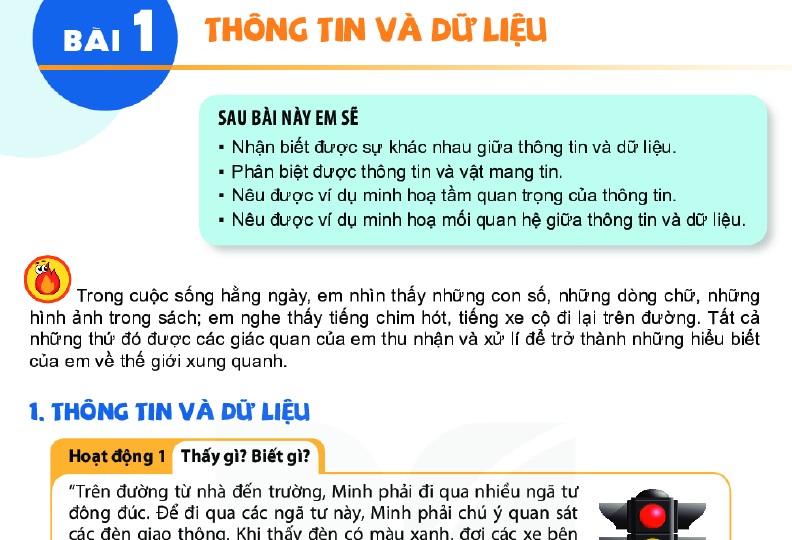 BÀI 1
THÔNG TIN VÀ DỮ LIỆU
SAU BÀI NÀY EM SẼ
▪ Nhận biết được sự khác nhau giữa thông tin và dữ liệu.
▪ Phân biệt được thông tin và vật mang tin.
▪ Nêu được ví dụ minh hoạ tầm quan trọng của thông tin.
▪ Nêu được ví dụ minh hoạ mối quan hệ giữa thông tin và dữ liệu.
Trong cuộc sống hằng ngày, em nhìn thấy những con số, những dòng chữ, những
hình ảnh trong sách; em nghe thấy tiếng chim hót, tiếng xe cộ đi lại trên đường. Tất cả
những thứ đó được các giác quan của em thu nhận và xử lí để trở thành những hiểu biết
của em về thế giới xung quanh.
1. THÔNG TIN VÀ DỮ LIỆU
Hoạt động 1 Thấy gì? Biết gì?
“Trên đường từ nhà đến trường, Minh phải đi qua nhiều ngã tư
đông đúc. Để đi qua các ngã tư này, Minh phải chú ý quan sát
các đèn giao thông. Khi thấy đèn có màu xanh, đợi các xe bên